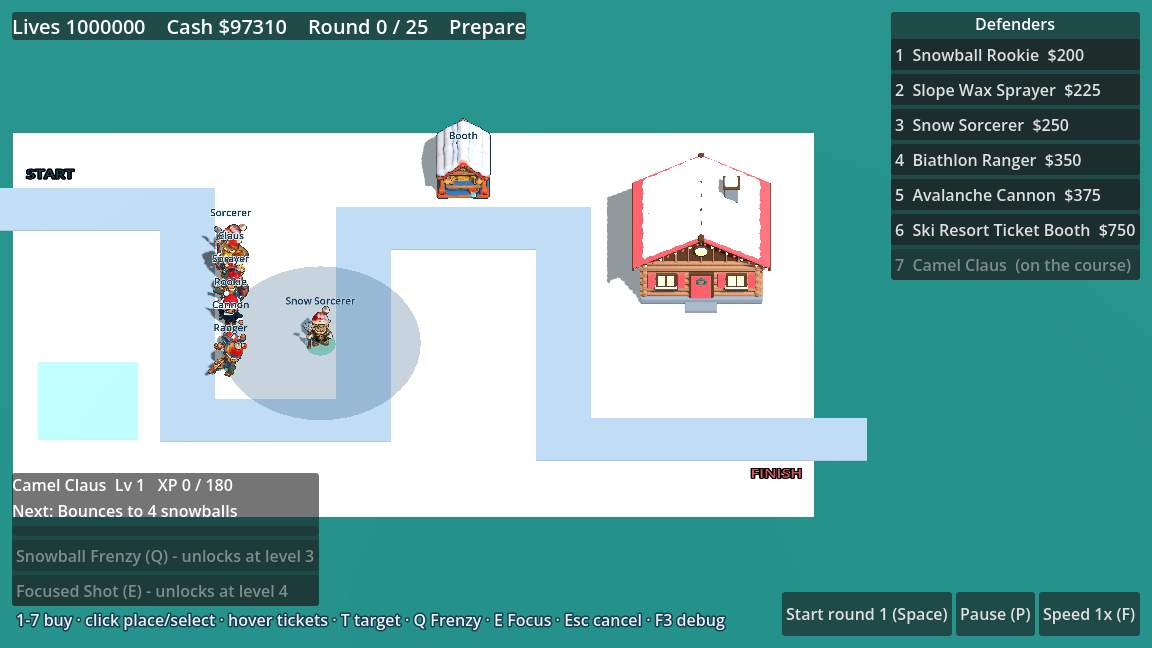 Lives 1000000 Cash $97310 Round 0 / 25 Prepare
Defenders
1 Snowball Rookie $200
2 Slope Wax Sprayer $225
3 Snow Sorcerer $250
4 Biathlon Ranger $350
5 Avalanche Cannon $375
6 Ski Resort Ticket Booth $750
7 Camel Claus (on the course)
Booth
START
Sorcerer
Claus
Sprayer
Rookie
Cannon
Ranger
Snow Sorcerer
FINISH
Camel Claus Lv 1 XP 0 / 180
Next: Bounces to 4 snowballs
Snowball Frenzy (Q) - unlocks at level 3
Focused Shot (E) - unlocks at level 4
1-7 buy · click place/select · hover tickets · T target · Q Frenzy · E Focus · Esc cancel · F3 debug
Start round 1 (Space)
Pause (P)
Speed 1x (F)